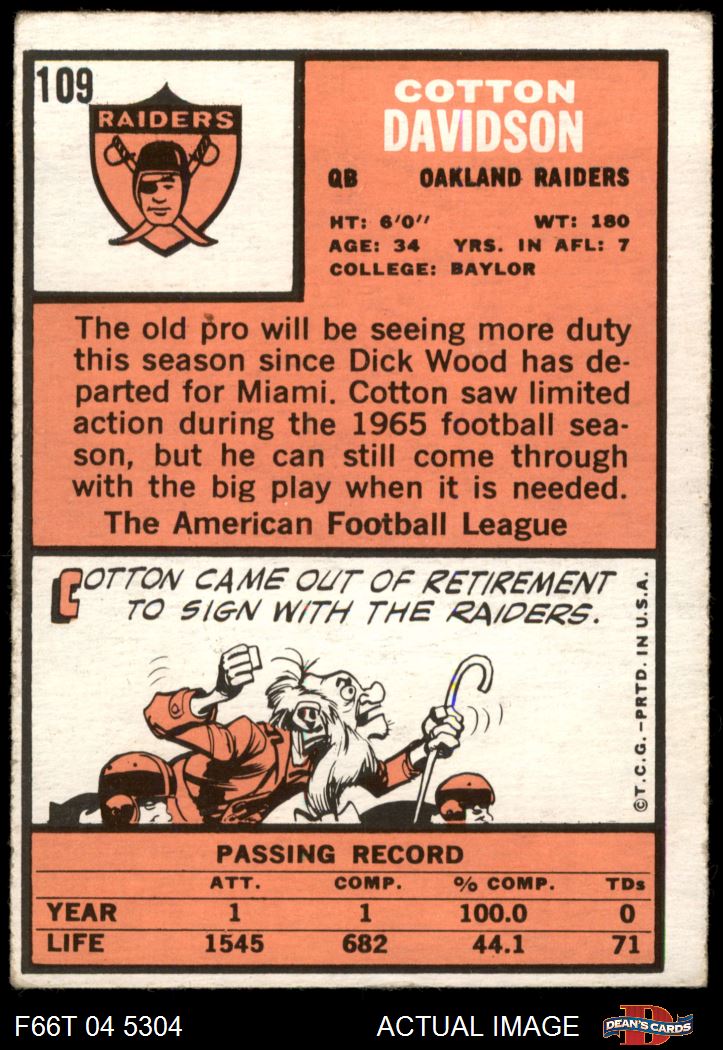 109
RAIDERS
COTTON
DAVIDSON
QB OAKLAND RAIDERS
HT: 6'0" WT: 180
AGE: 34 YRS. IN AFL: 7
COLLEGE: BAYLOR
The old pro will be seeing more duty
this season since Dick Wood has de-
parted for Miami. Cotton saw limited
action during the 1965 football sea-
son, but he can still come through
with the big play when it is needed.
The American Football League
COTTON CAME OUT OF RETIREMENT
TO SIGN WITH THE RAIDERS.
©T.C.G.-PRTD. IN U.S.A.
PASSING RECORD
ATT. COMP. % COMP. TDs
YEAR 1 1 100.0 0
LIFE 1545 682 44.1 71
F66T 04 5304 ACTUAL IMAGE
D
DEAN'S CARDS